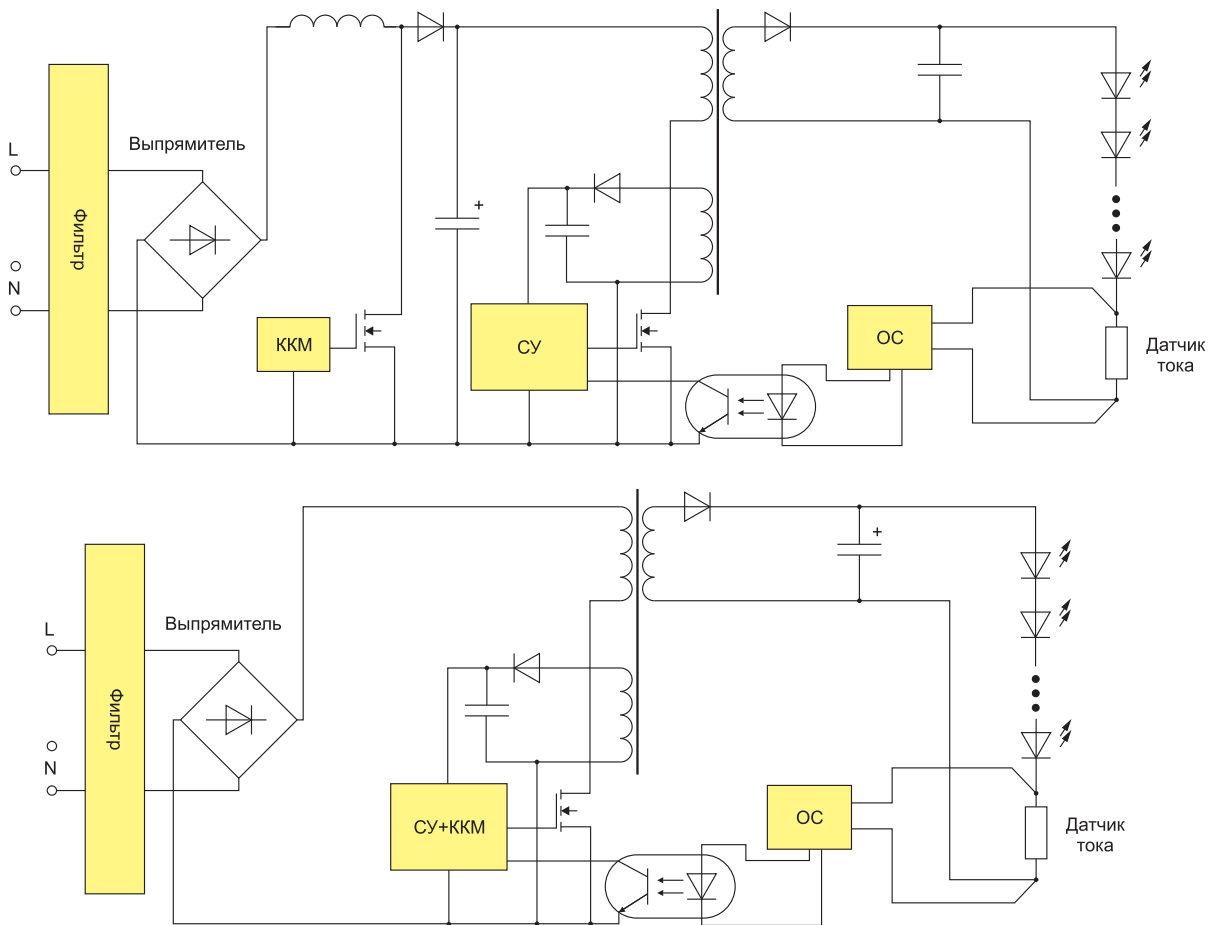 Выпрямитель
L
Фильтр
N
ККМ
+
СУ
ОС
Датчик
тока
Выпрямитель
L
Фильтр
N
+
СУ+ККМ
ОС
Датчик
тока